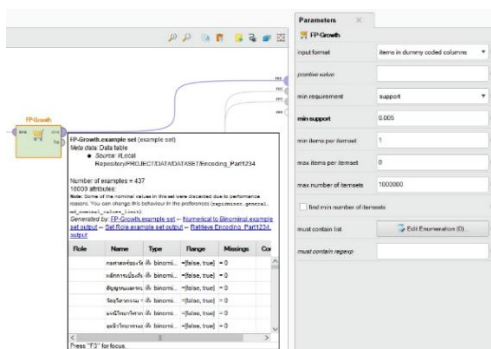 Parameters
FP-Growth
input format
items in dummy coded columns
positive value
min requirement
support
min support
0.005
min items per itemset
1
max items per itemset
0
max number of itemsets
1000000
find min number of itemsets
must contain list
Edit Enumeration (0)...
must contain regexp
FP-Growth
exa
exa
fre
FP-Growth.example set (example set)
Meta data: Data table
Source: //Local
Repository/PROJECT/DATA/DATASET/Encoding_Part1234
Number of examples = 437
attributes:
Note: Some of the nominal values in this set were discarded due to performance
reasons. You can change this behaviour in the preferences
Generated by: FP-Growth.example set ← Numerical to Binominal.example
set output ← Set Role.example set output ← Retrieve Encoding_Part1234.
output
Role Name Type Range Missings
binomi... =[false, true] = 0
binomi... =[false, true] = 0
binomi... =[false, true] = 0
binomi... =[false, true] = 0
binomi... =[false, true] = 0
binomi... =[false, true] = 0
Press "F3" for focus.